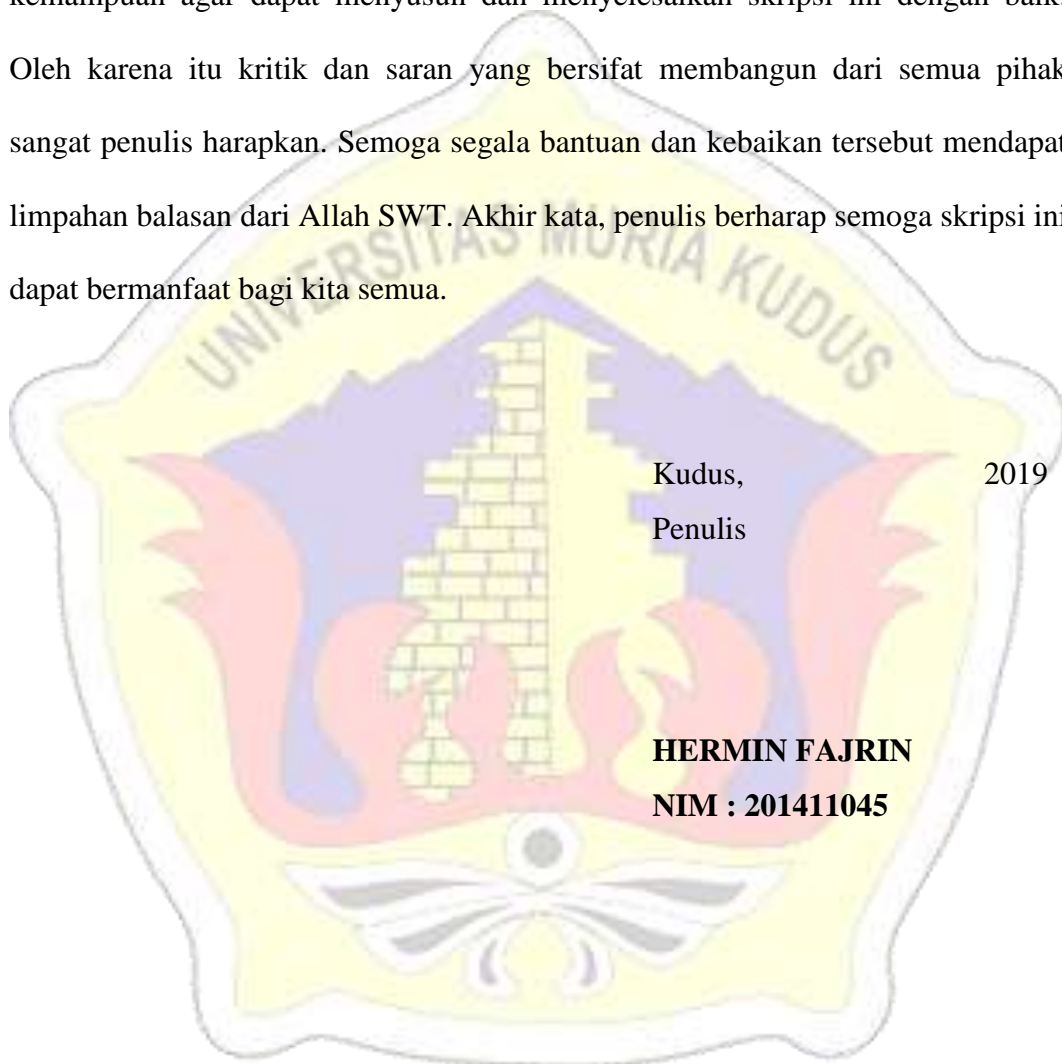 kemampuan agar dapat menyusun dan menyelesaikan skripsi ini dengan baik.
Oleh karena itu kritik dan saran yang bersifat membangun dari semua pihak
sangat penulis harapkan. Semoga segala bantuan dan kebaikan tersebut mendapat
limpahan balasan dari Allah SWT. Akhir kata, penulis berharap semoga skripsi ini
dapat bermanfaat bagi kita semua.
UNIVERSITAS MURIA KUDUS
Kudus, 2019
Penulis
HERMIN FAJRIN
NIM : 201411045